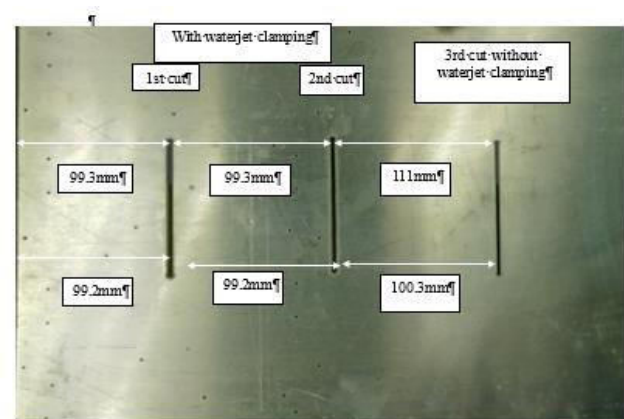 ¶
With·waterjet·clamping¶
3rd·cut·without·
waterjet·clamping¶
1st·cut¶
2nd·cut¶
99.3mm¶
99.3mm¶
111mm¶
99.2mm¶
99.2mm¶
100.3mm¶